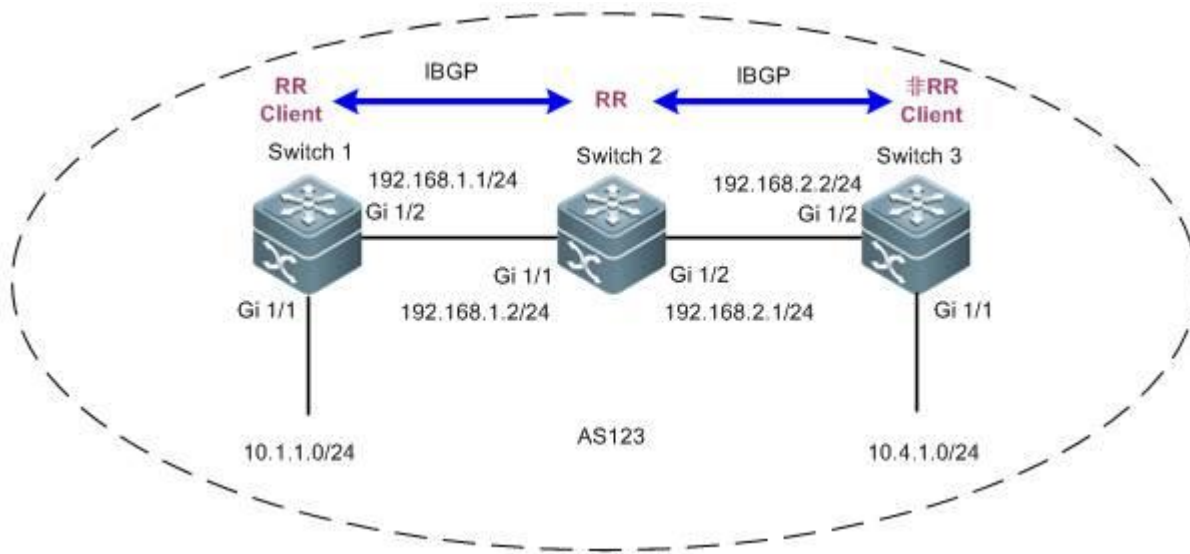 IBGP
IBGP
RR
Client
RR
非RR
Client
Switch 1
Switch 2
Switch 3
192.168.1.1/24
192.168.2.2/24
Gi 1/2
Gi 1/2
Gi 1/1
Gi 1/2
Gi 1/1
Gi 1/1
192.168.1.2/24
192.168.2.1/24
AS123
10.1.1.0/24
10.4.1.0/24